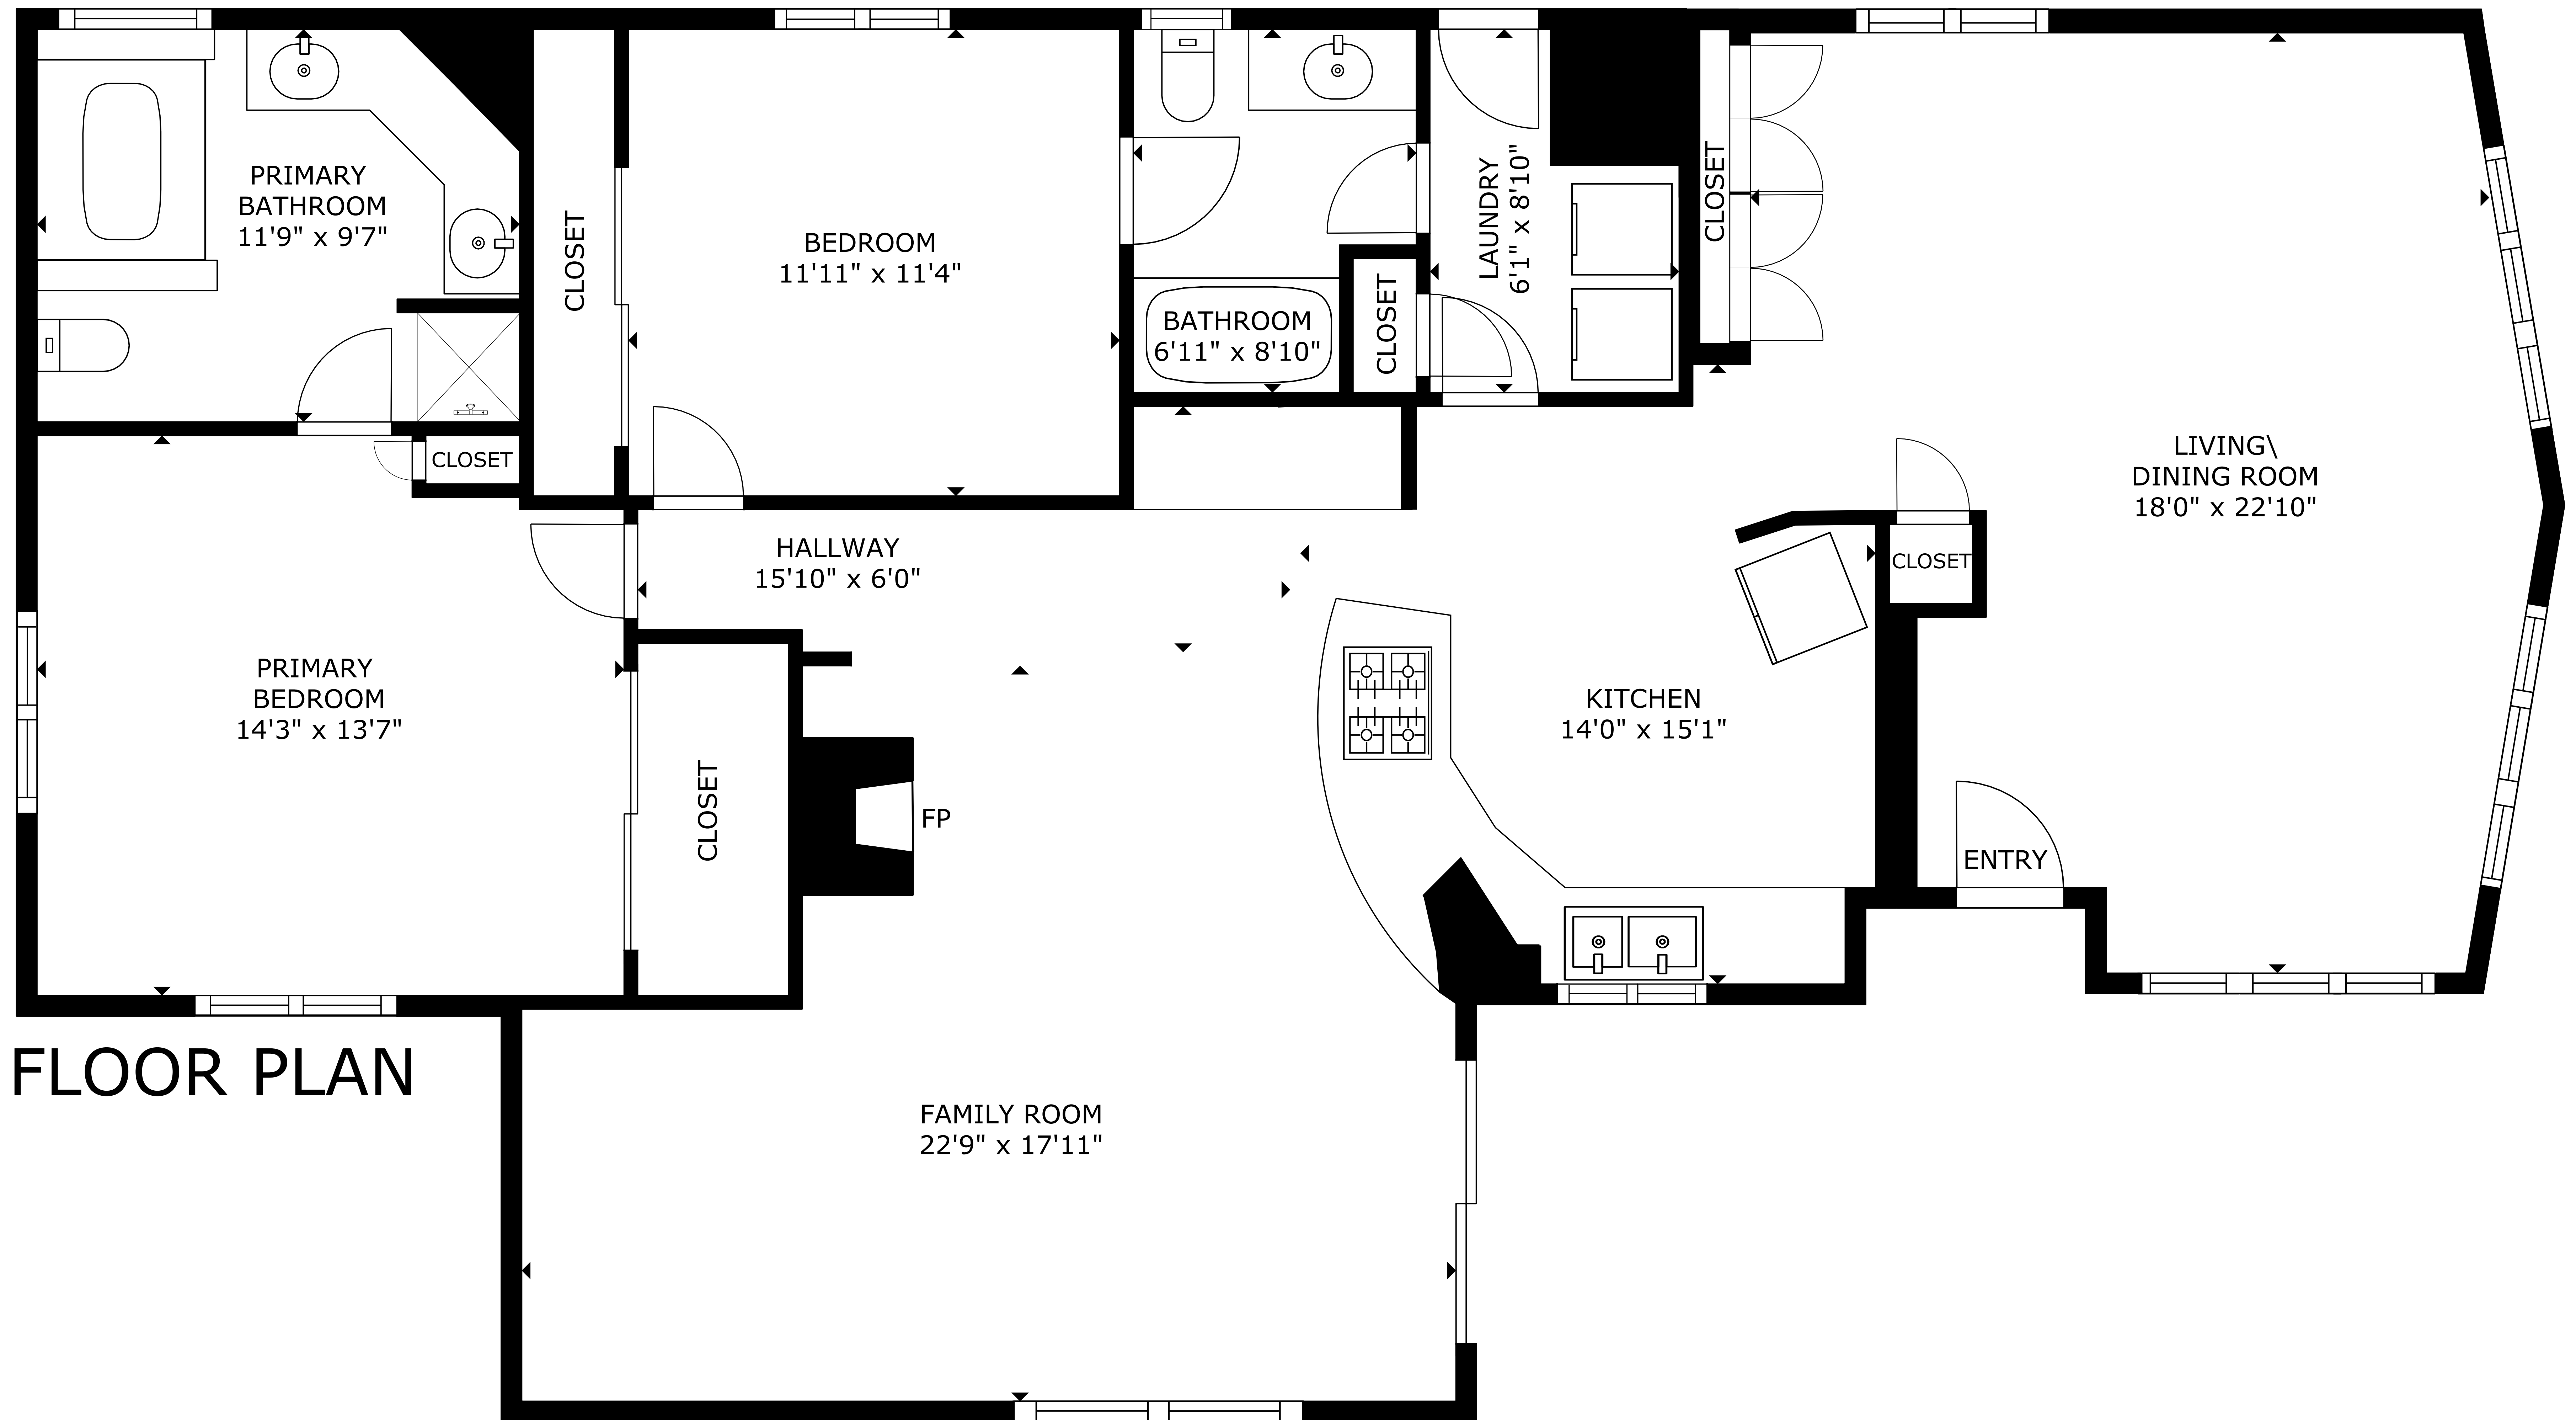 PRIMARY
BATHROOM
11'9" x 9'7"
CLOSET
BEDROOM
11'11" x 11'4"
BATHROOM
6'11" x 8'10"
CLOSET
LAUNDRY
6'1" x 8'10"
CLOSET
LIVING\
DINING ROOM
18'0" x 22'10"
CLOSET
HALLWAY
15'10" x 6'0"
CLOSET
PRIMARY
BEDROOM
14'3" x 13'7"
CLOSET
FP
KITCHEN
14'0" x 15'1"
ENTRY
FLOOR PLAN
FAMILY ROOM
22'9" x 17'11"